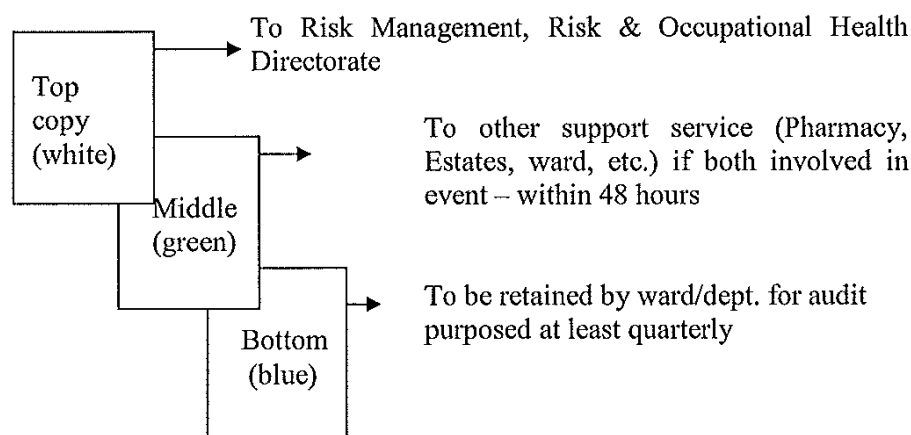 To Risk Management, Risk & Occupational Health
Directorate
Top
copy
(white)
To other support service (Pharmacy,
Estates, ward, etc.) if both involved in
event – within 48 hours
Middle
(green)
To be retained by ward/dept. for audit
purposed at least quarterly
Bottom
(blue)